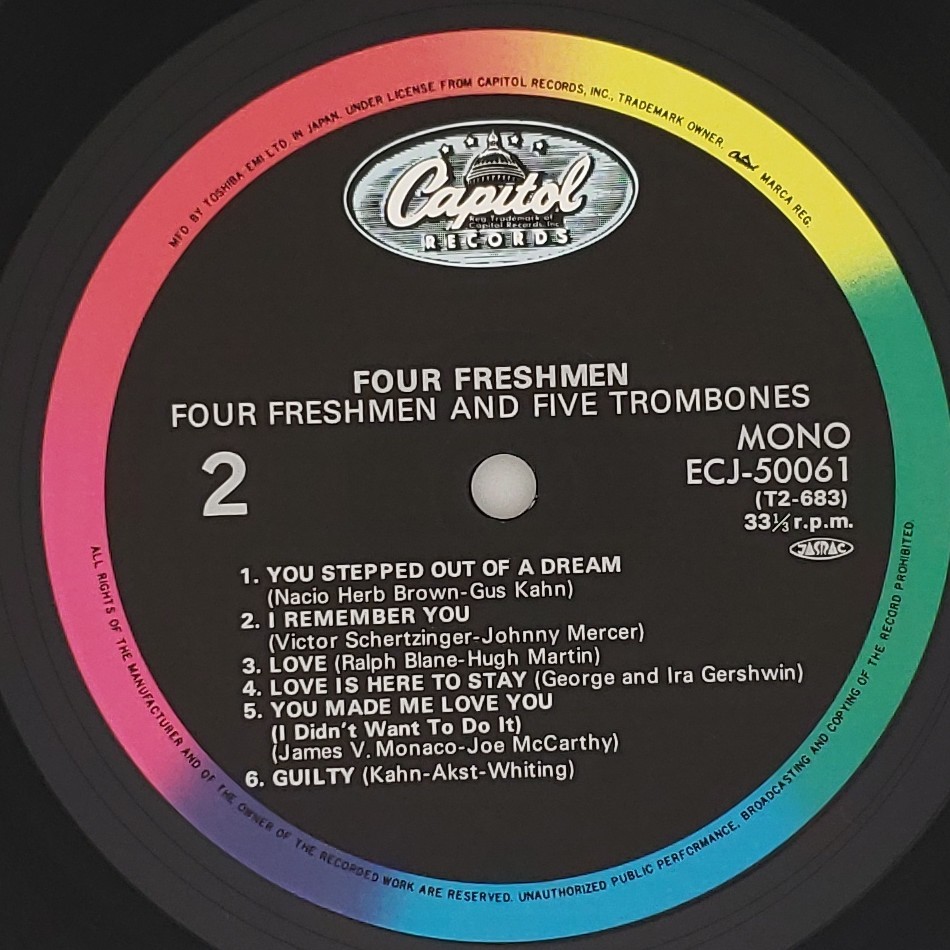 MFD BY TOSHIBA EMI LTD. IN JAPAN. UNDER LICENSE FROM CAPITOL RECORDS, INC., TRADEMARK OWNER. Capitol MARCA REG.
Capitol
Reg. Trademark of
Capitol Records, Inc.
RECORDS
FOUR FRESHMEN
FOUR FRESHMEN AND FIVE TROMBONES
MONO
2
ECJ-50061
(T2-683)
33⅓ r.p.m.
JASRAC
1. YOU STEPPED OUT OF A DREAM
(Nacio Herb Brown-Gus Kahn)
2. I REMEMBER YOU
(Victor Schertzinger-Johnny Mercer)
3. LOVE (Ralph Blane-Hugh Martin)
4. LOVE IS HERE TO STAY (George and Ira Gershwin)
5. YOU MADE ME LOVE YOU
(I Didn't Want To Do It)
(James V. Monaco-Joe McCarthy)
6. GUILTY (Kahn-Akst-Whiting)
ALL RIGHTS OF THE MANUFACTURER AND OF THE OWNER OF THE RECORDED WORK ARE RESERVED. UNAUTHORIZED PUBLIC PERFORMANCE, BROADCASTING AND COPYING OF THE RECORD PROHIBITED.